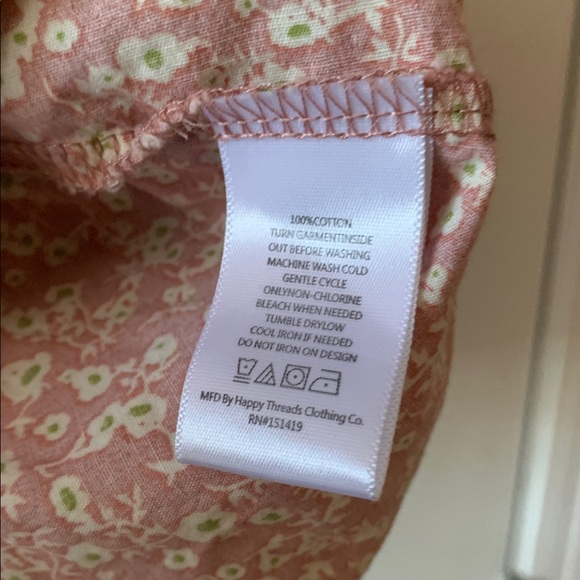 100%COTTON
TURN GARMENTINSIDE
OUT BEFORE WASHING
MACHINE WASH COLD
GENTLE CYCLE
ONLYNON-CHLORINE
BLEACH WHEN NEEDED
TUMBLE DRYLOW
COOL IRON IF NEEDED
DO NOT IRON ON DESIGN
MFD By Happy Threads Clothing Co.
RN#151419